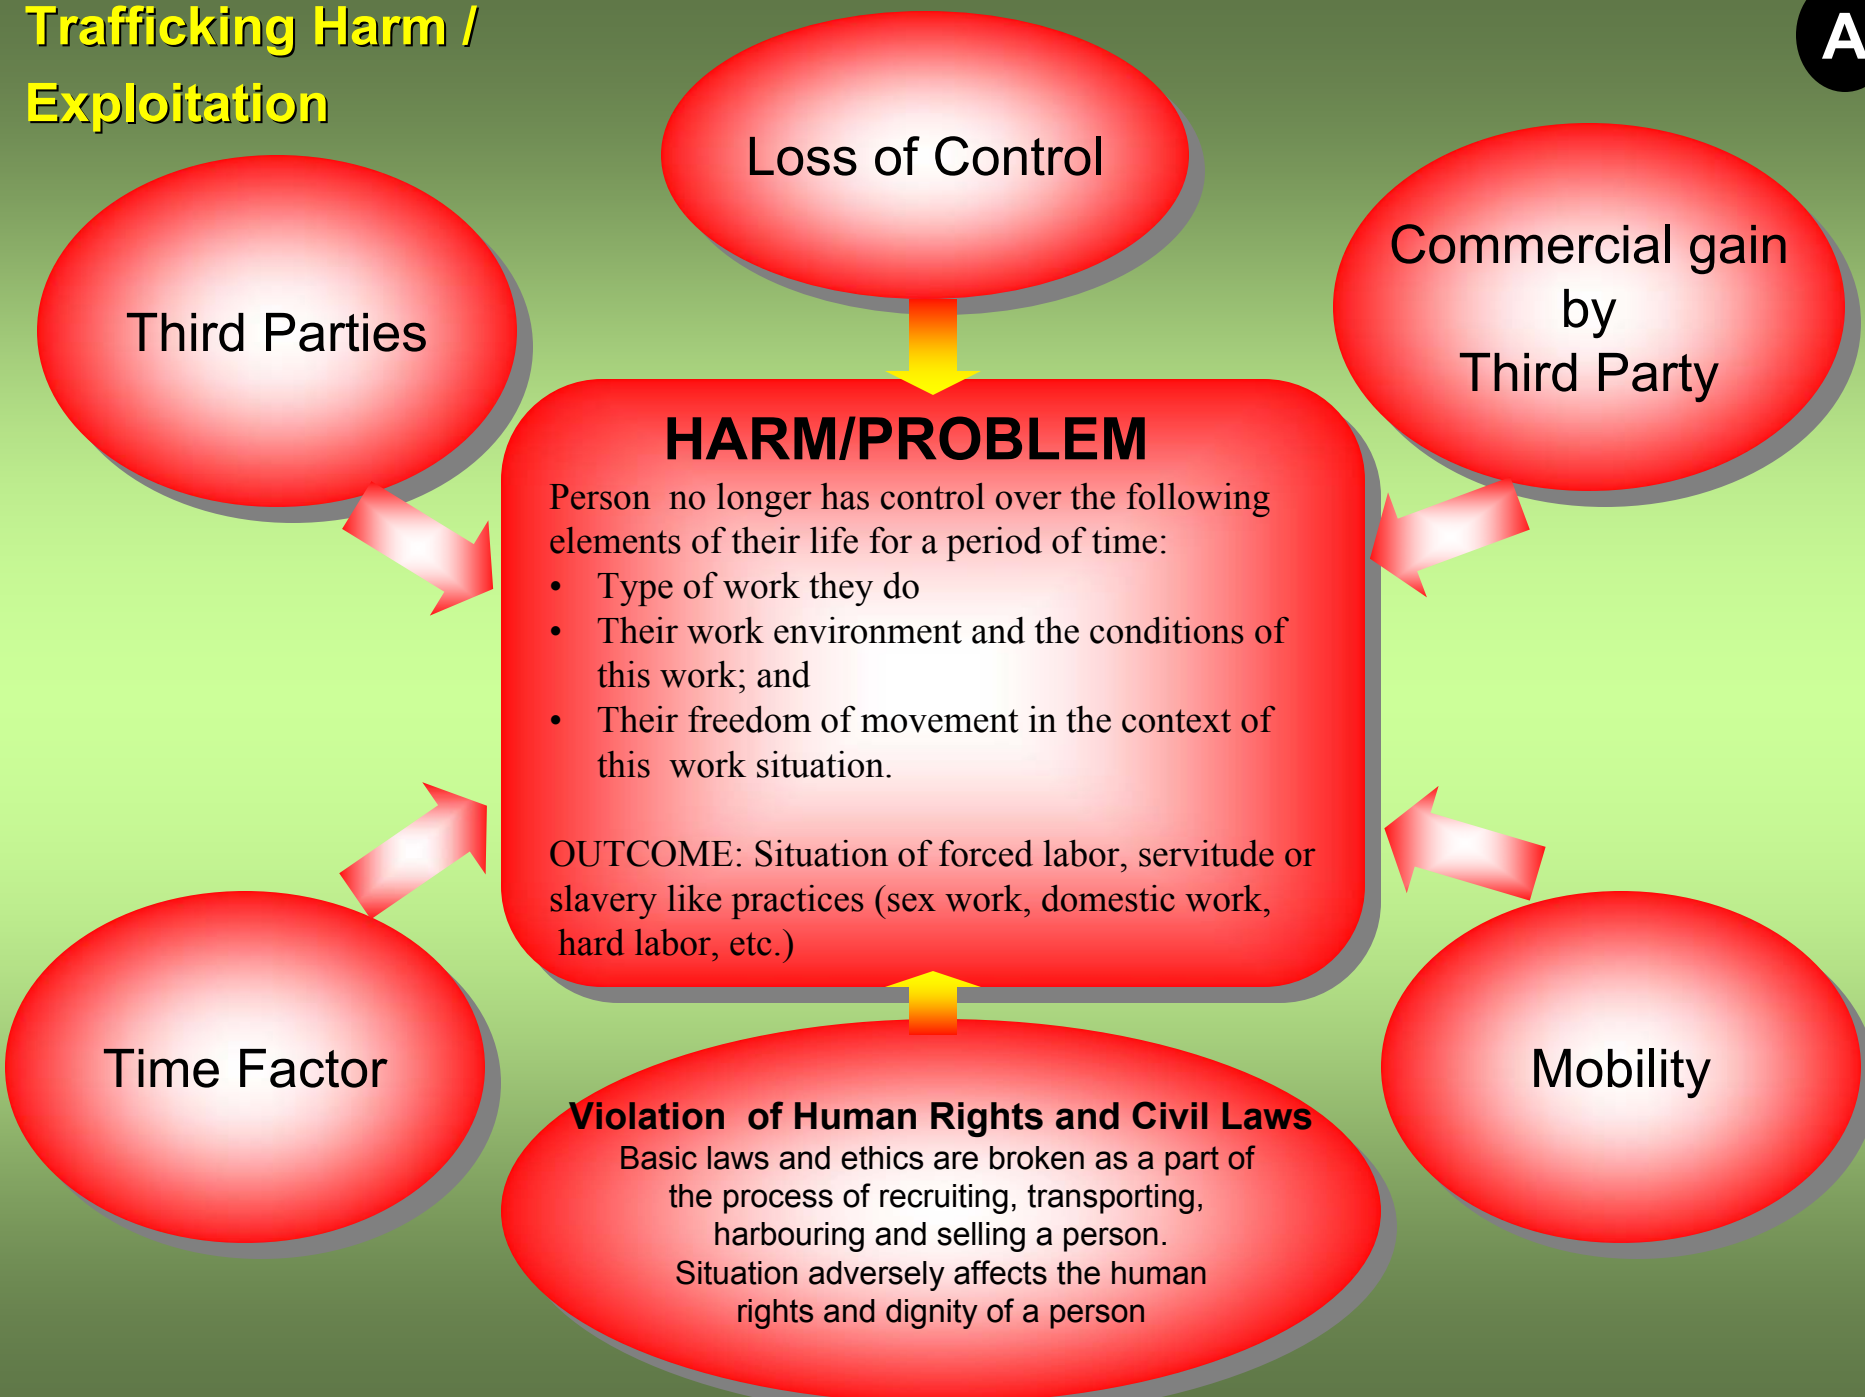 Trafficking Harm /
Exploitation
A
Loss of Control
Third Parties
Commercial gain
by
Third Party
HARM/PROBLEM
Person  no longer has control over the following
elements of their life for a period of time:
• Type of work they do
• Their work environment and the conditions of
this work; and
• Their freedom of movement in the context of
this  work situation.
OUTCOME: Situation of forced labor, servitude or
slavery like practices (sex work, domestic work,
hard labor, etc.)
Time Factor
Mobility
Violation  of Human Rights and Civil Laws
Basic laws and ethics are broken as a part of
the process of recruiting, transporting,
harbouring and selling a person.
Situation adversely affects the human
rights and dignity of a person